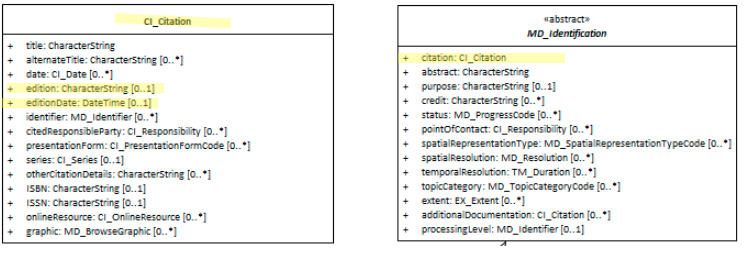 CI_Citation
+ title: CharacterString
+ alternateTitle: CharacterString [0..*]
+ date: CI_Date [0..*]
+ edition: CharacterString [0..1]
+ editionDate: DateTime [0..1]
+ identifier: MD_Identifier [0..*]
+ citedResponsibleParty: CI_Responsibility [0..*]
+ presentationForm: CI_PresentationFormCode [0..*]
+ series: CI_Series [0..1]
+ otherCitationDetails: CharacterString [0..*]
+ ISBN: CharacterString [0..1]
+ ISSN: CharacterString [0..1]
+ onlineResource: CI_OnlineResource [0..*]
+ graphic: MD_BrowseGraphic [0..*]
«abstract»
MD_Identification
+ citation: CI_Citation
+ abstract: CharacterString
+ purpose: CharacterString [0..1]
+ credit: CharacterString [0..*]
+ status: MD_ProgressCode [0..*]
+ pointOfContact: CI_Responsibility [0..*]
+ spatialRepresentationType: MD_SpatialRepresentationTypeCode [0..*]
+ spatialResolution: MD_Resolution [0..*]
+ temporalResolution: TM_Duration [0..*]
+ topicCategory: MD_TopicCategoryCode [0..*]
+ extent: EX_Extent [0..*]
+ additionalDocumentation: CI_Citation [0..*]
+ processingLevel: MD_Identifier [0..1]